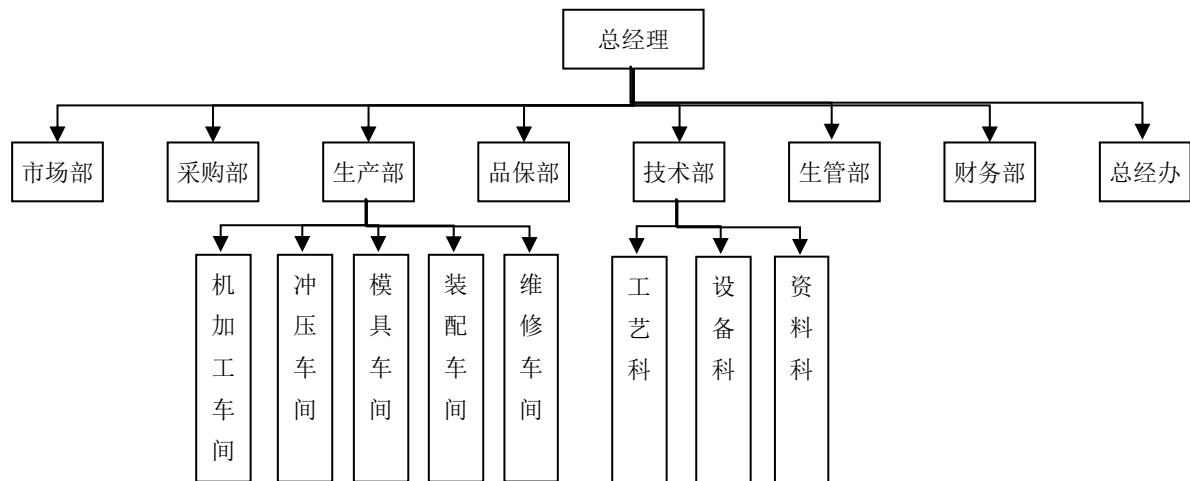 总经理
市场部
采购部
生产部
品保部
技术部
生管部
财务部
总经办
机加工车间
冲压车间
模具车间
装配车间
维修车间
工艺科
设备科
资料科